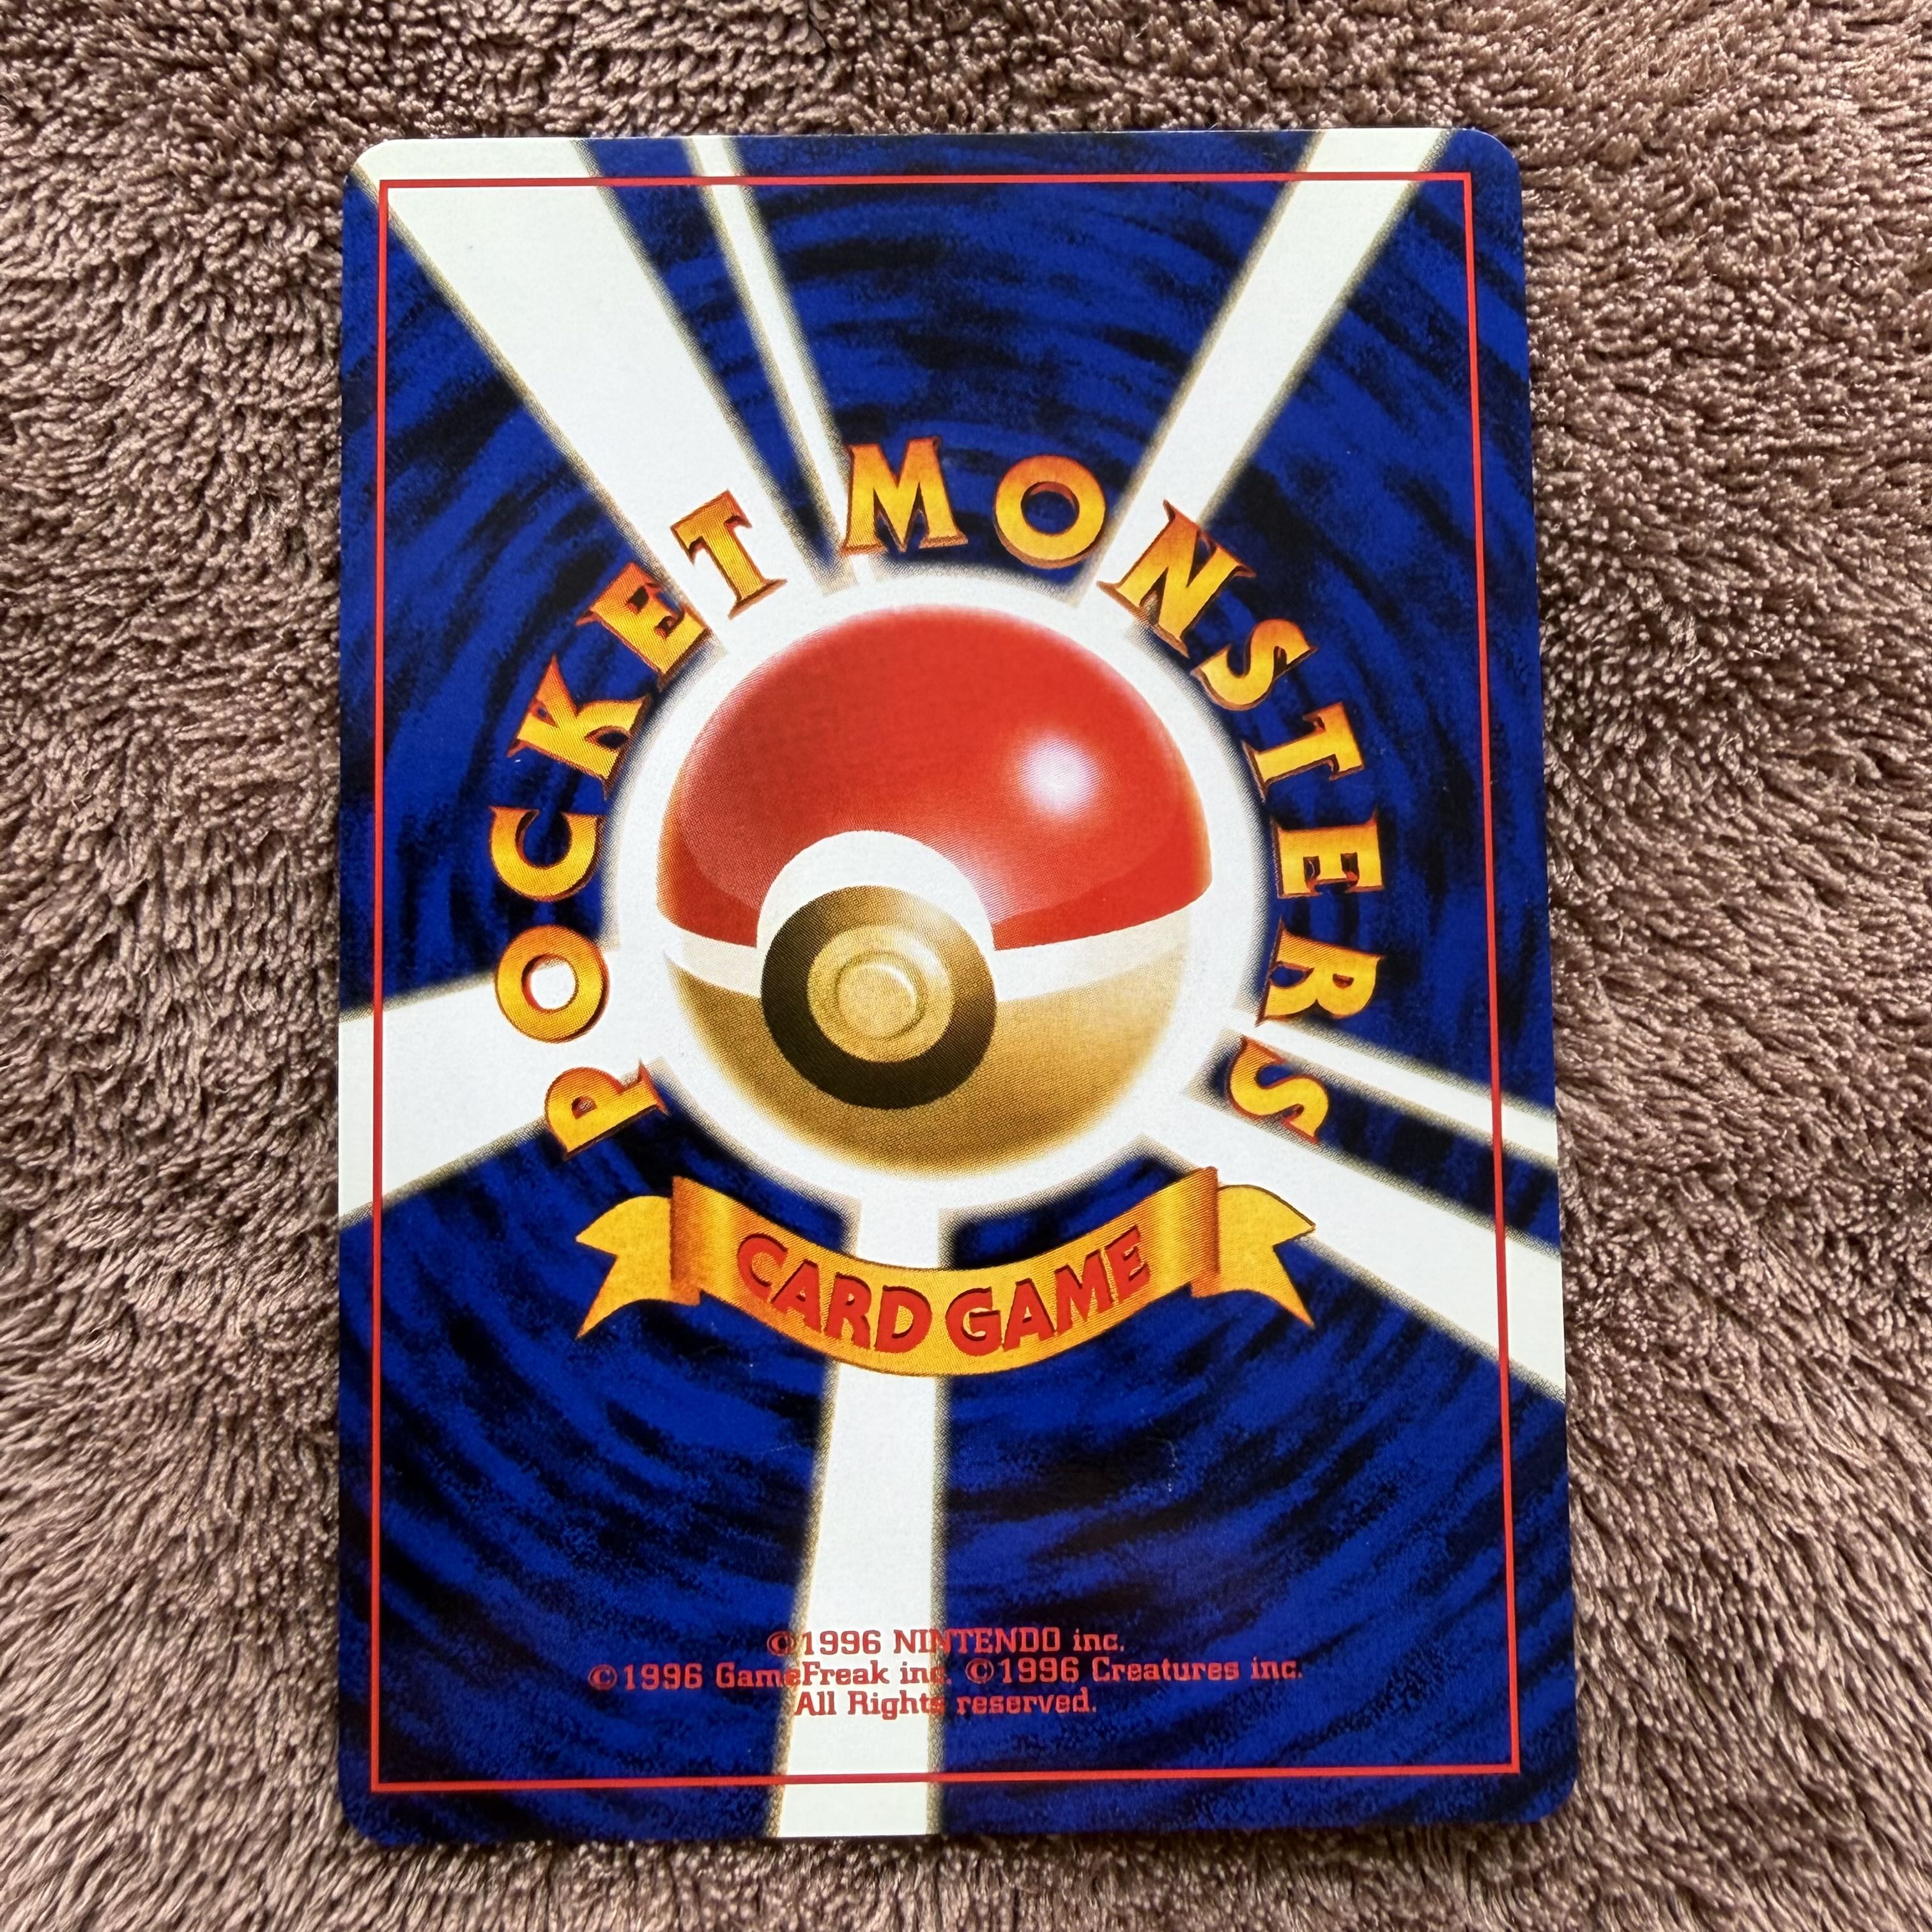 POCKET MONSTERS
CARD GAME
©1996 NINTENDO inc.
©1996 GameFreak inc. ©1996 Creatures inc.
All Rights reserved.